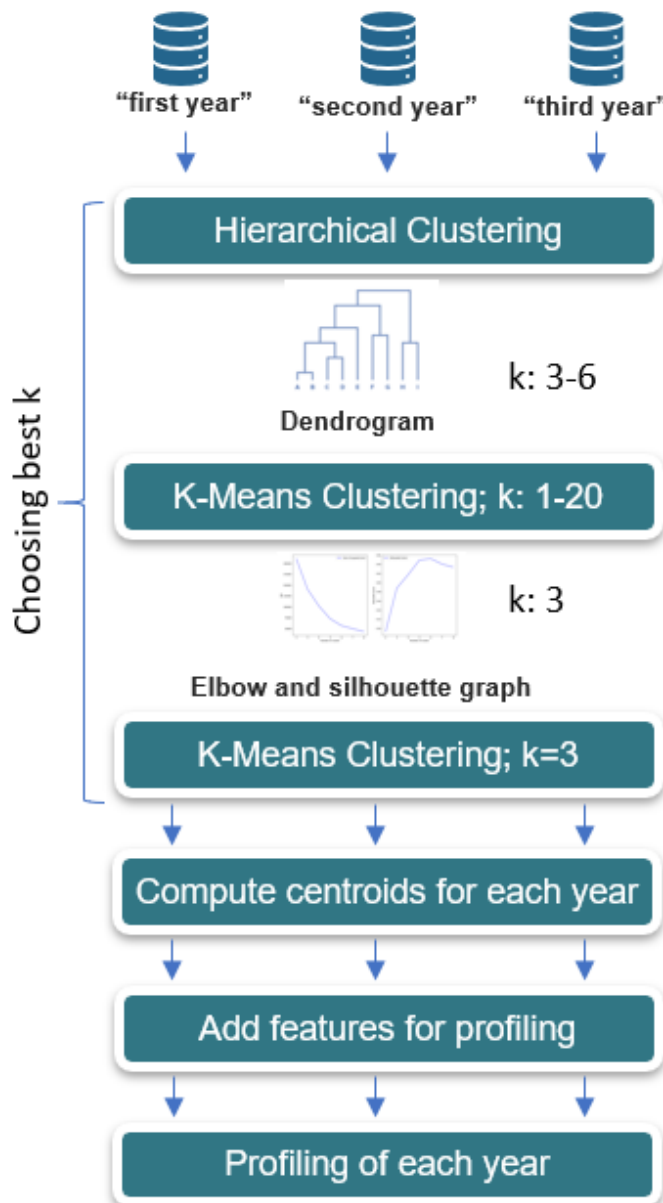 “first year” “second year” “third year”
Hierarchical Clustering
k: 3-6
Dendrogram
K-Means Clustering; k: 1-20
k: 3
Elbow and silhouette graph
K-Means Clustering; k=3
Choosing best k
Compute centroids for each year
Add features for profiling
Profiling of each year